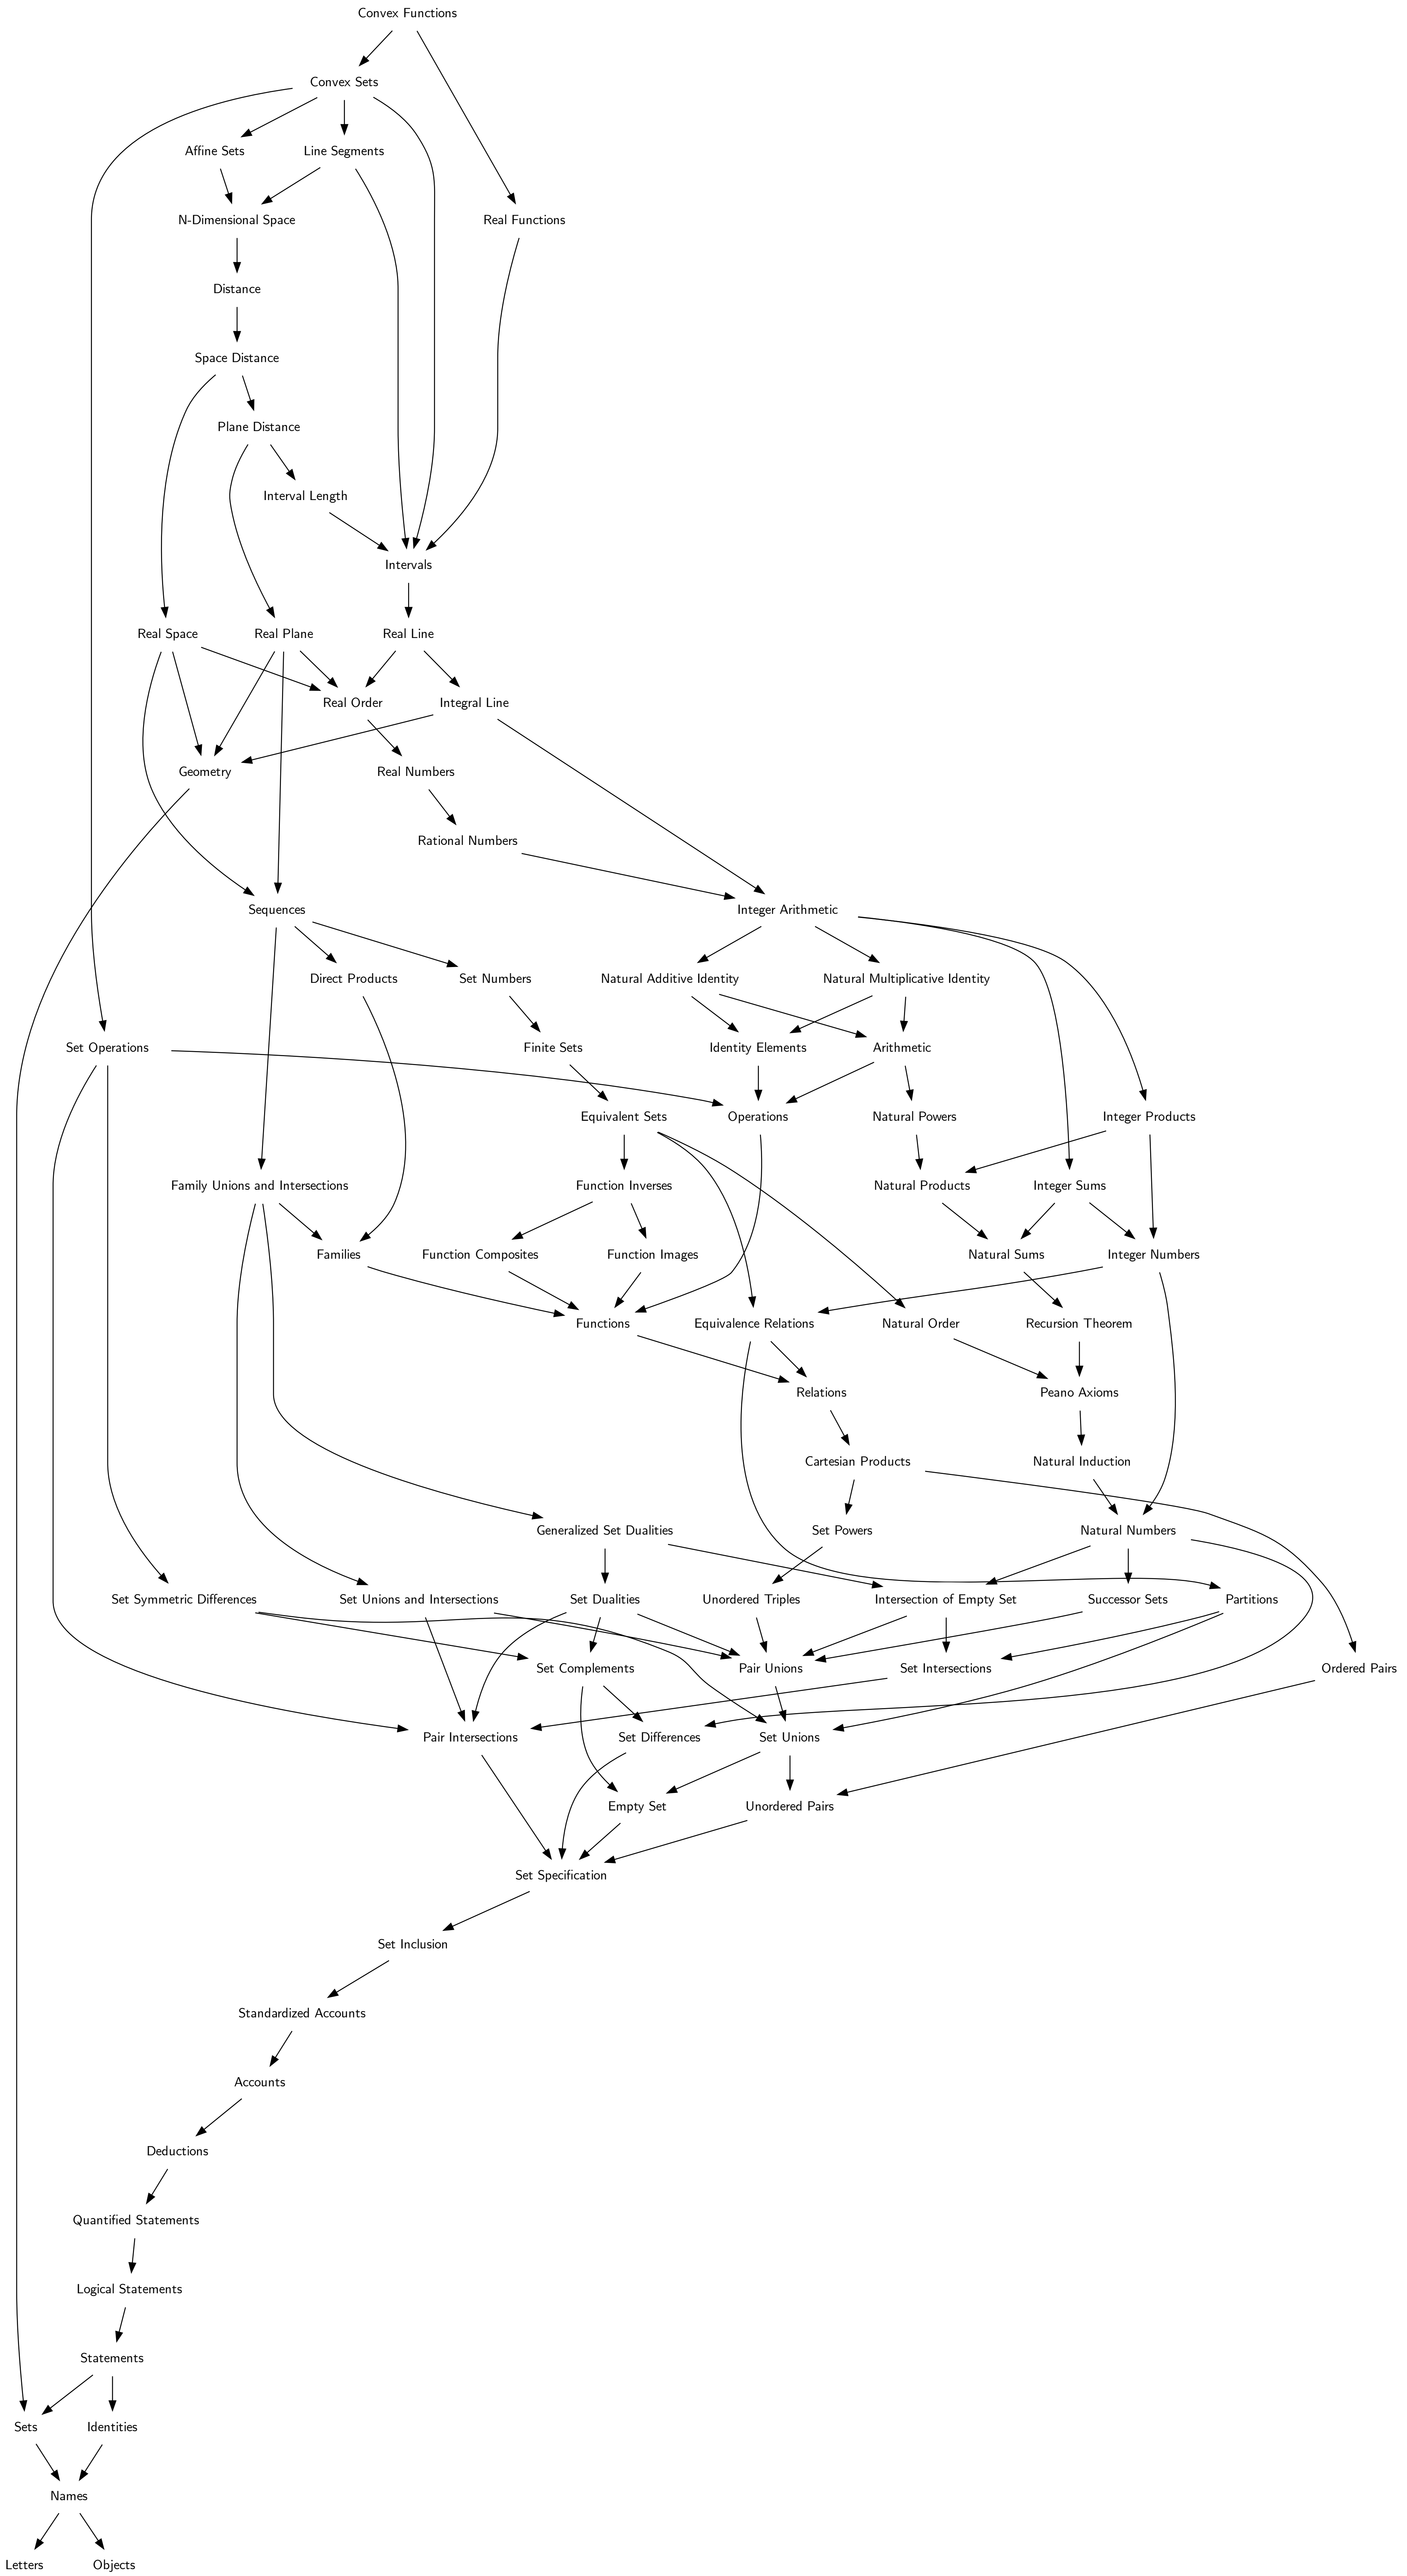 Convex Functions
Convex Sets
Affine Sets
Line Segments
N-Dimensional Space
Real Functions
Distance
Space Distance
Plane Distance
Interval Length
Intervals
Real Space
Real Plane
Real Line
Real Order
Integral Line
Geometry
Real Numbers
Rational Numbers
Sequences
Integer Arithmetic
Direct Products
Set Numbers
Natural Additive Identity
Natural Multiplicative Identity
Set Operations
Finite Sets
Identity Elements
Arithmetic
Equivalent Sets
Operations
Natural Powers
Integer Products
Family Unions and Intersections
Function Inverses
Natural Products
Integer Sums
Families
Function Composites
Function Images
Natural Sums
Integer Numbers
Functions
Equivalence Relations
Natural Order
Recursion Theorem
Relations
Peano Axioms
Cartesian Products
Natural Induction
Generalized Set Dualities
Set Powers
Natural Numbers
Set Symmetric Differences
Set Unions and Intersections
Set Dualities
Unordered Triples
Intersection of Empty Set
Successor Sets
Partitions
Set Complements
Pair Unions
Set Intersections
Ordered Pairs
Pair Intersections
Set Differences
Set Unions
Empty Set
Unordered Pairs
Set Specification
Set Inclusion
Standardized Accounts
Accounts
Deductions
Quantified Statements
Logical Statements
Statements
Sets
Identities
Names
Letters
Objects